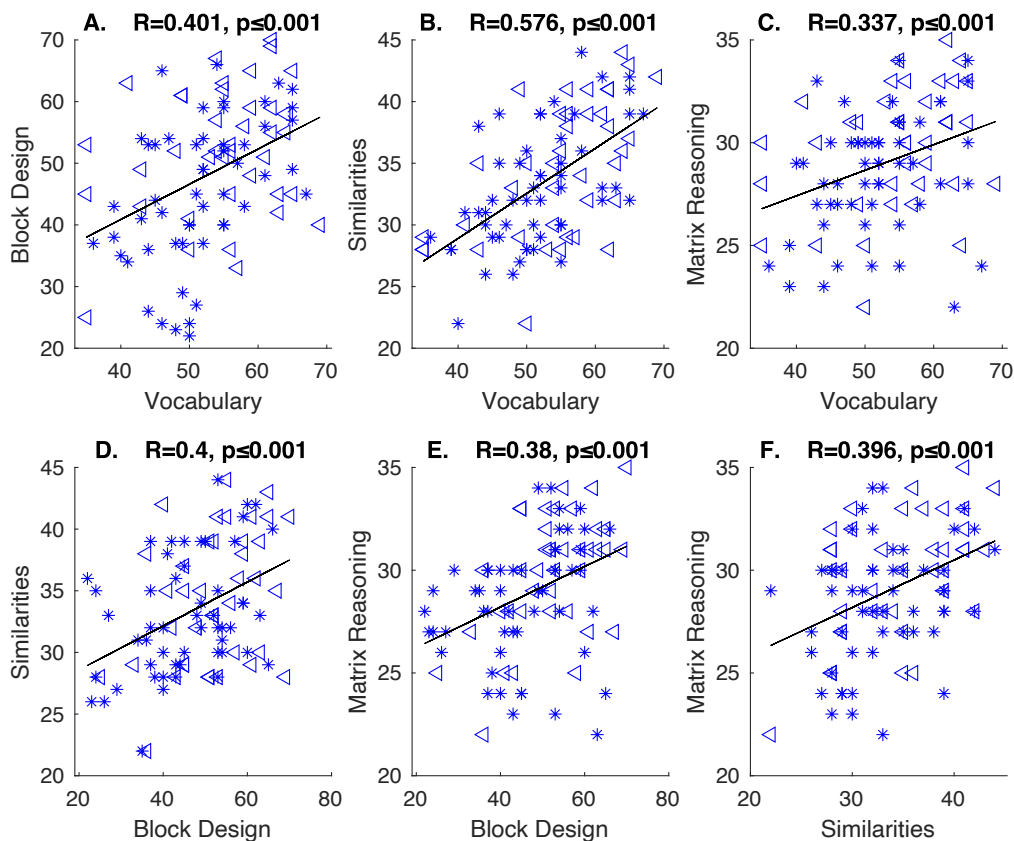 A. R=0.401, p≤0.001
70
60
50
40
30
20
Block Design
40 50 60 70
Vocabulary
B. R=0.576, p≤0.001
45
40
35
30
25
20
Similarities
40 50 60 70
Vocabulary
C. R=0.337, p≤0.001
35
30
25
20
Matrix Reasoning
40 50 60 70
Vocabulary
D. R=0.4, p≤0.001
45
40
35
30
25
20
Similarities
20 40 60 80
Block Design
E. R=0.38, p≤0.001
35
30
25
20
Matrix Reasoning
20 40 60 80
Block Design
F. R=0.396, p≤0.001
35
30
25
20
Matrix Reasoning
20 30 40
Similarities